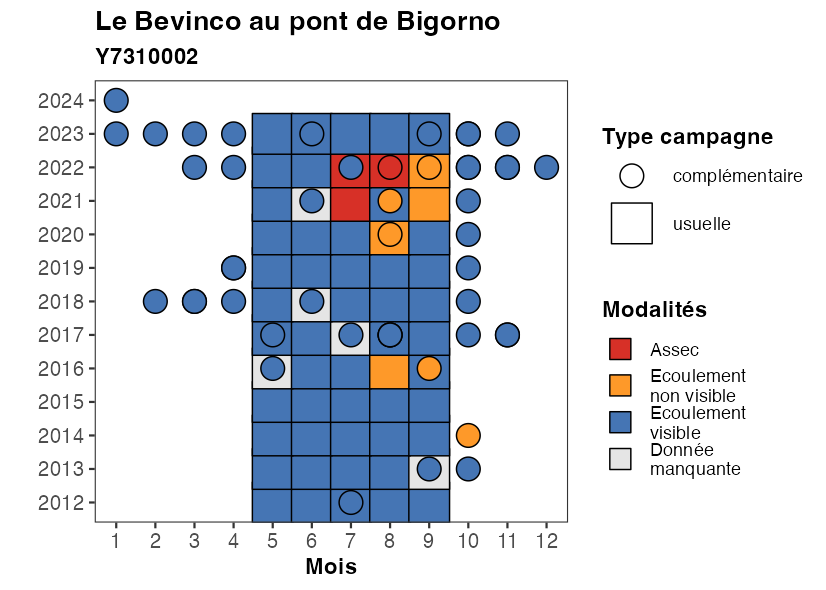 Le Bevinco au pont de Bigorno
Y7310002
2024
2023
2022
2021
2020
2019
2018
2017
2016
2015
2014
2013
2012
1 2 3 4 5 6 7 8 9 10 11 12
Mois
Type campagne
complémentaire
usuelle
Modalités
Assec
Ecoulement
non visible
Ecoulement
visible
Donnée
manquante